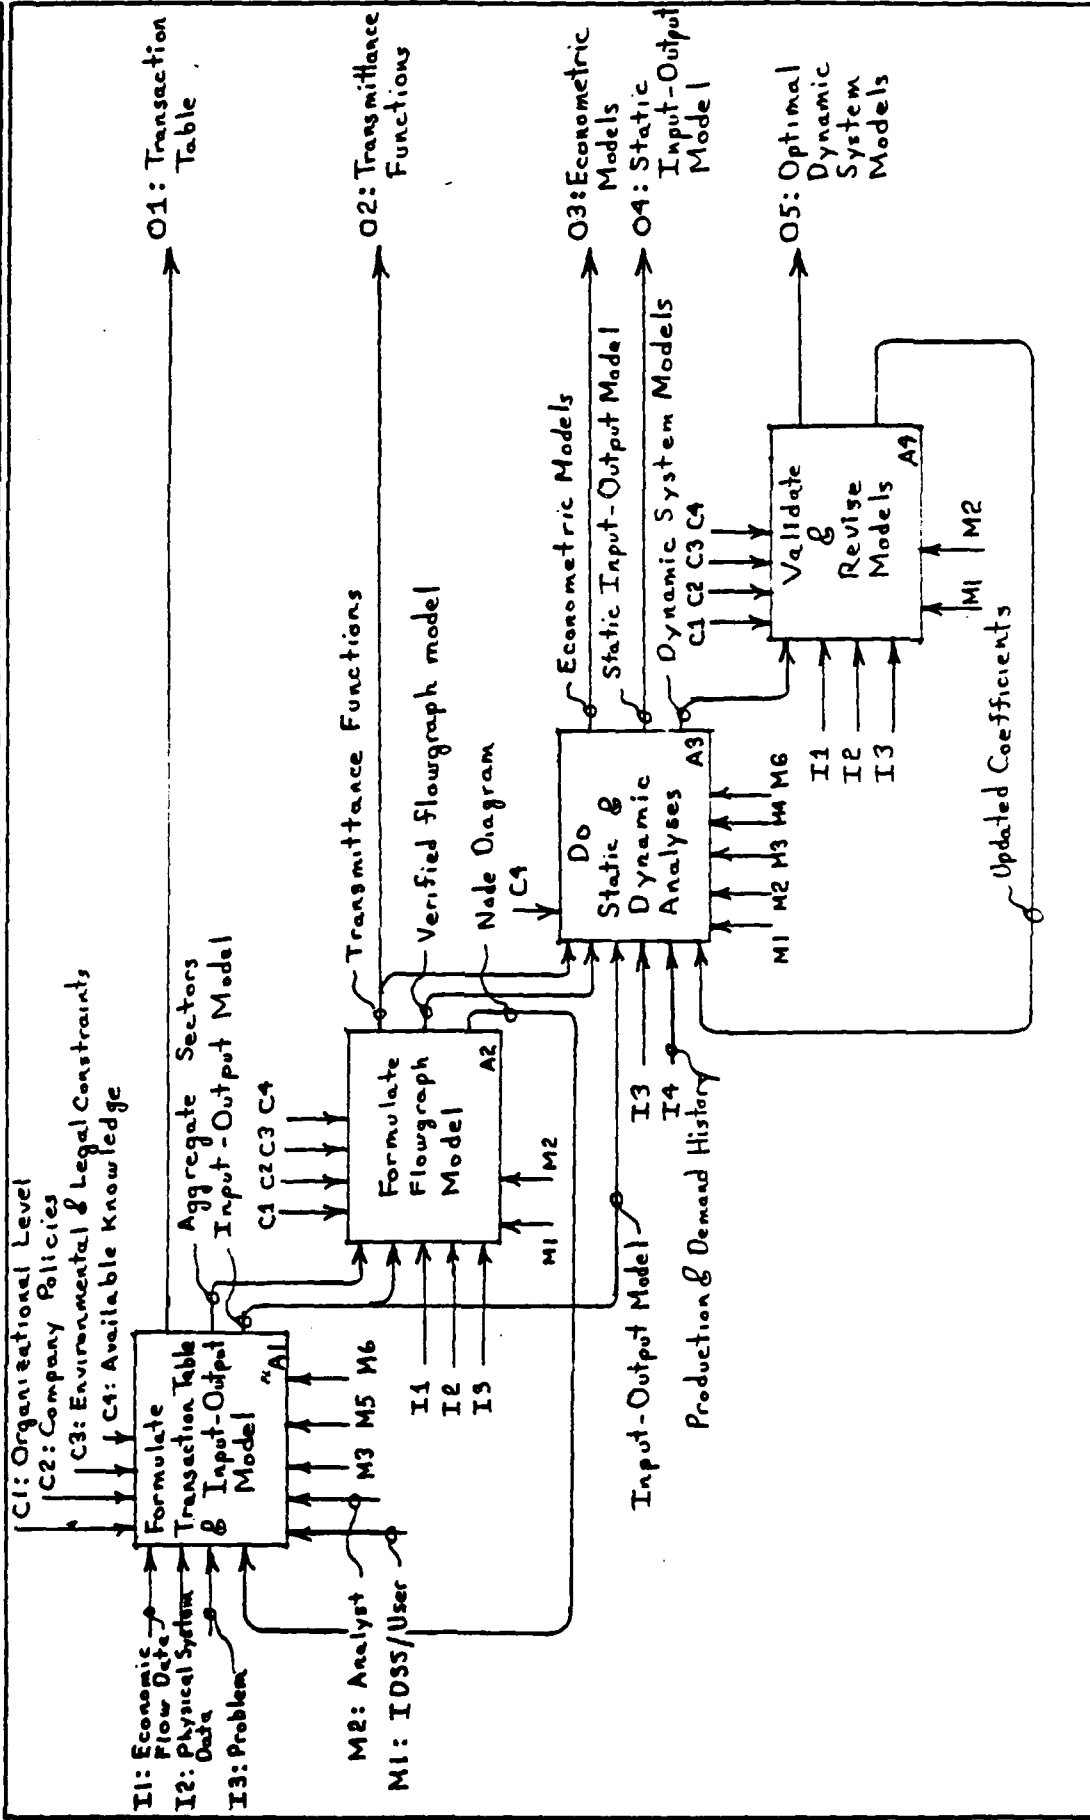 C1: Organizational Level
C2: Company Policies
C3: Environmental & Legal Constraints
C4: Available Knowledge
I1: Economic
Flow Data
I2: Physical System
Data
I3: Problem
Formulate
Transaction Table
& Input-Output
Model
A1
M2: Analyst
M1: IDSS/User
M3 M5 M6
O1: Transaction
Table
Aggregate Sectors
Input-Output Model
C1 C2 C3 C4
Formulate
Flowgraph
Model
A2
I1
I2
I3
M1 M2
O2: Transmittance
Functions
Transmittance Functions
Verified flowgraph model
Node Diagram
C4
Do
Static &
Dynamic
Analyses
A3
I3
I4
Input-Output Model
Production & Demand History
M1 M2 M3 M4 M6
O3: Econometric
Models
O4: Static
Input-Output
Model
Econometric Models
Static Input-Output Model
Dynamic System Models
C1 C2 C3 C4
Validate
&
Revise
Models
A4
I1
I2
I3
M1 M2
O5: Optimal
Dynamic
System
Models
Updated Coefficients